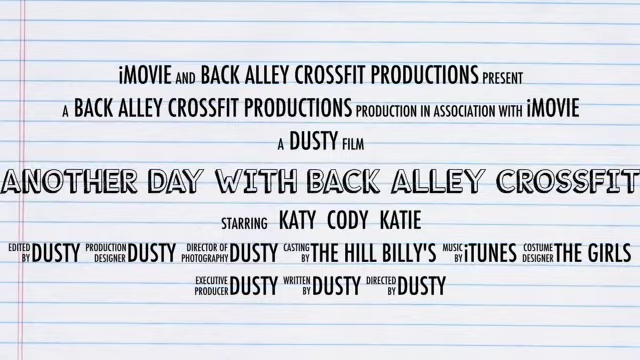 iMOVIE AND BACK ALLEY CROSSFIT PRODUCTIONS PRESENT
A BACK ALLEY CROSSFIT PRODUCTIONS PRODUCTION IN ASSOCIATION WITH iMOVIE
A DUSTY FILM
ANOTHER DAY WITH BACK ALLEY CROSSFIT
STARRING KATY CODY KATIE
EDITED BY DUSTY PRODUCTION DESIGNER DUSTY DIRECTOR OF PHOTOGRAPHY DUSTY CASTING BY THE HILL BILLY'S MUSIC BY iTUNES COSTUME DESIGNER THE GIRLS
EXECUTIVE PRODUCER DUSTY WRITTEN BY DUSTY DIRECTED BY DUSTY